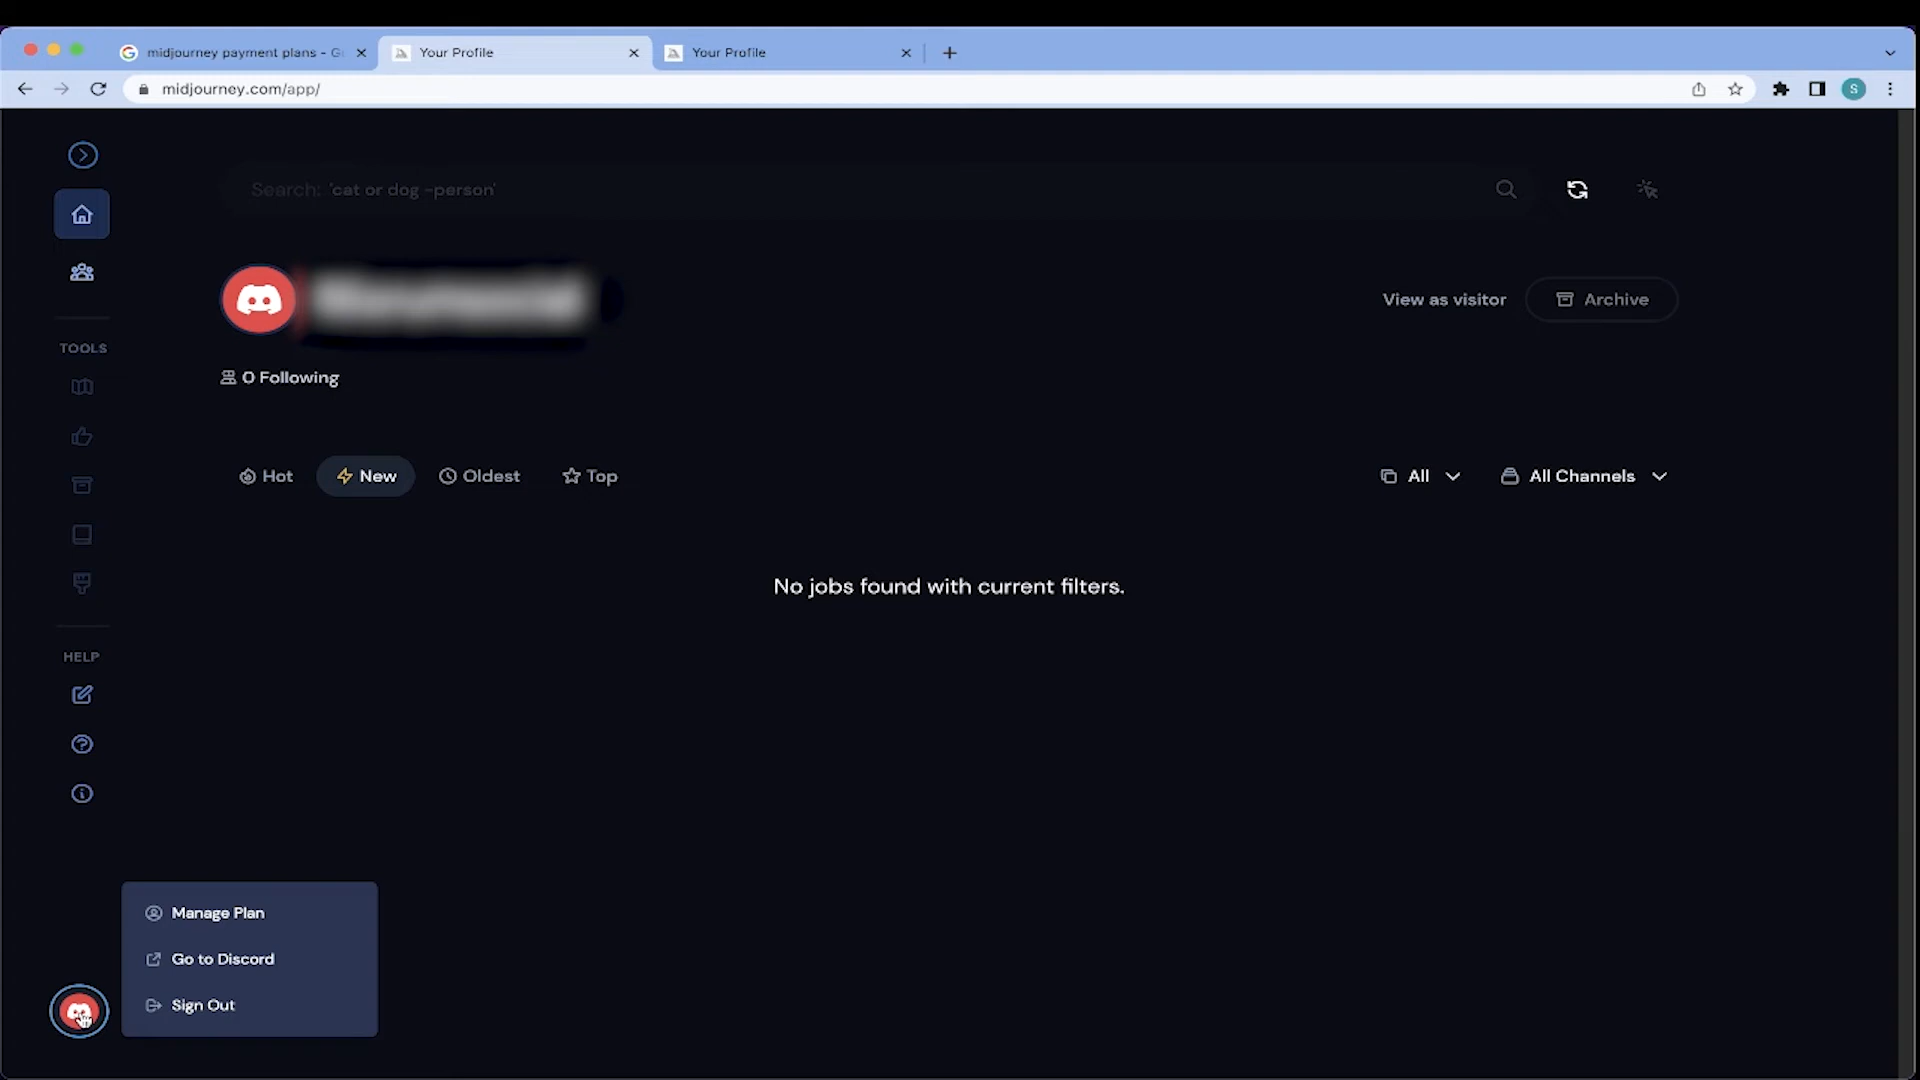 midjourney payment plans - G
Your Profile
Your Profile
midjourney.com/app/
S
Search: 'cat or dog -person'
View as visitor
Archive
0 Following
TOOLS
Hot
New
Oldest
Top
All
All Channels
No jobs found with current filters.
HELP
Manage Plan
Go to Discord
Sign Out